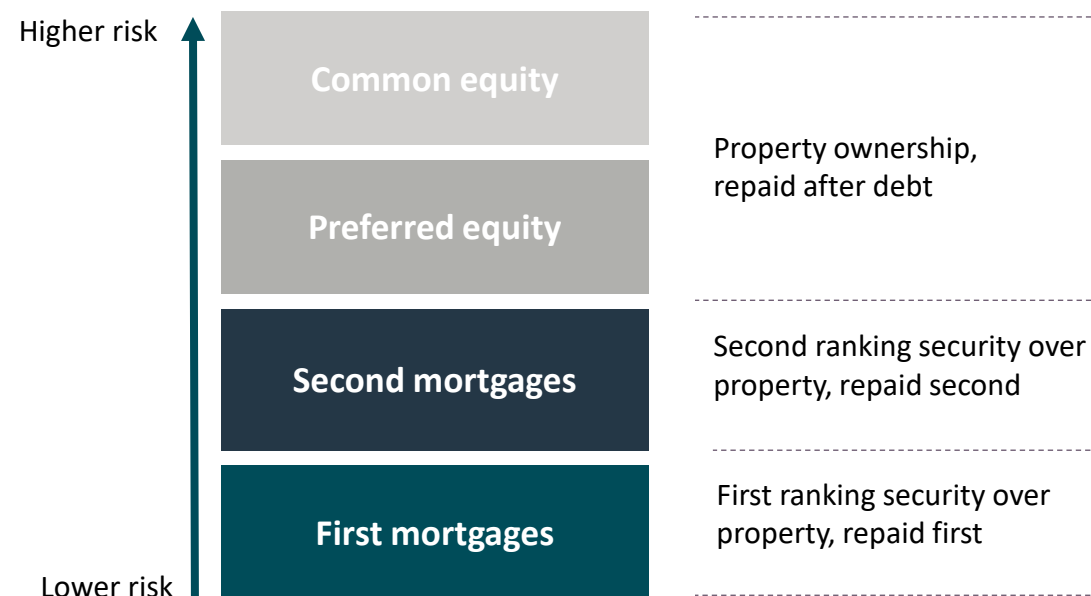 Higher risk
Common equity
Property ownership,
repaid after debt
Preferred equity
Second mortgages
Second ranking security over
property, repaid second
First mortgages
First ranking security over
property, repaid first
Lower risk